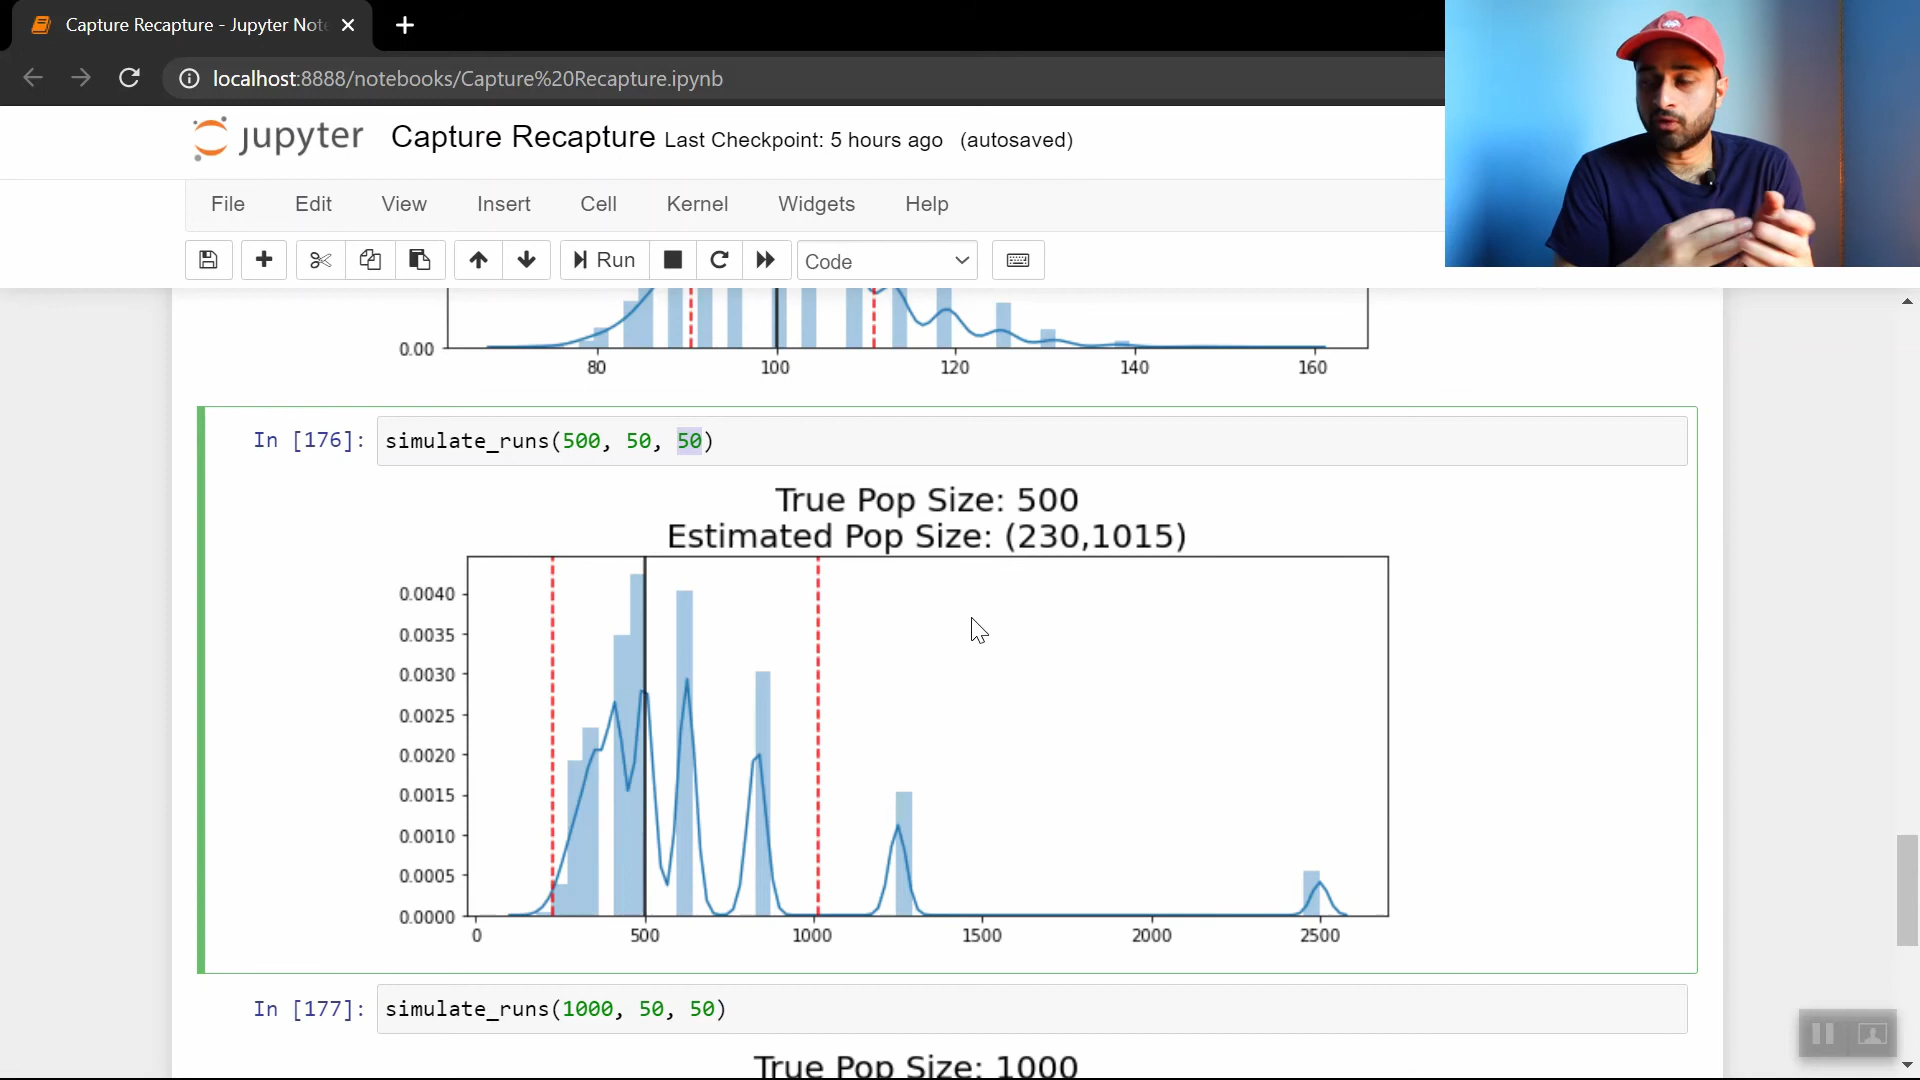 Capture Recapture - Jupyter Note
localhost:8888/notebooks/Capture%20Recapture.ipynb
jupyter Capture Recapture Last Checkpoint: 5 hours ago (autosaved)
File Edit View Insert Cell Kernel Widgets Help
Run Code
0.00
80 100 120 140 160
In [176]: simulate_runs(500, 50, 50)
True Pop Size: 500
Estimated Pop Size: (230,1015)
0.0040
0.0035
0.0030
0.0025
0.0020
0.0015
0.0010
0.0005
0.0000
0 500 1000 1500 2000 2500
In [177]: simulate_runs(1000, 50, 50)
True Pop Size: 1000